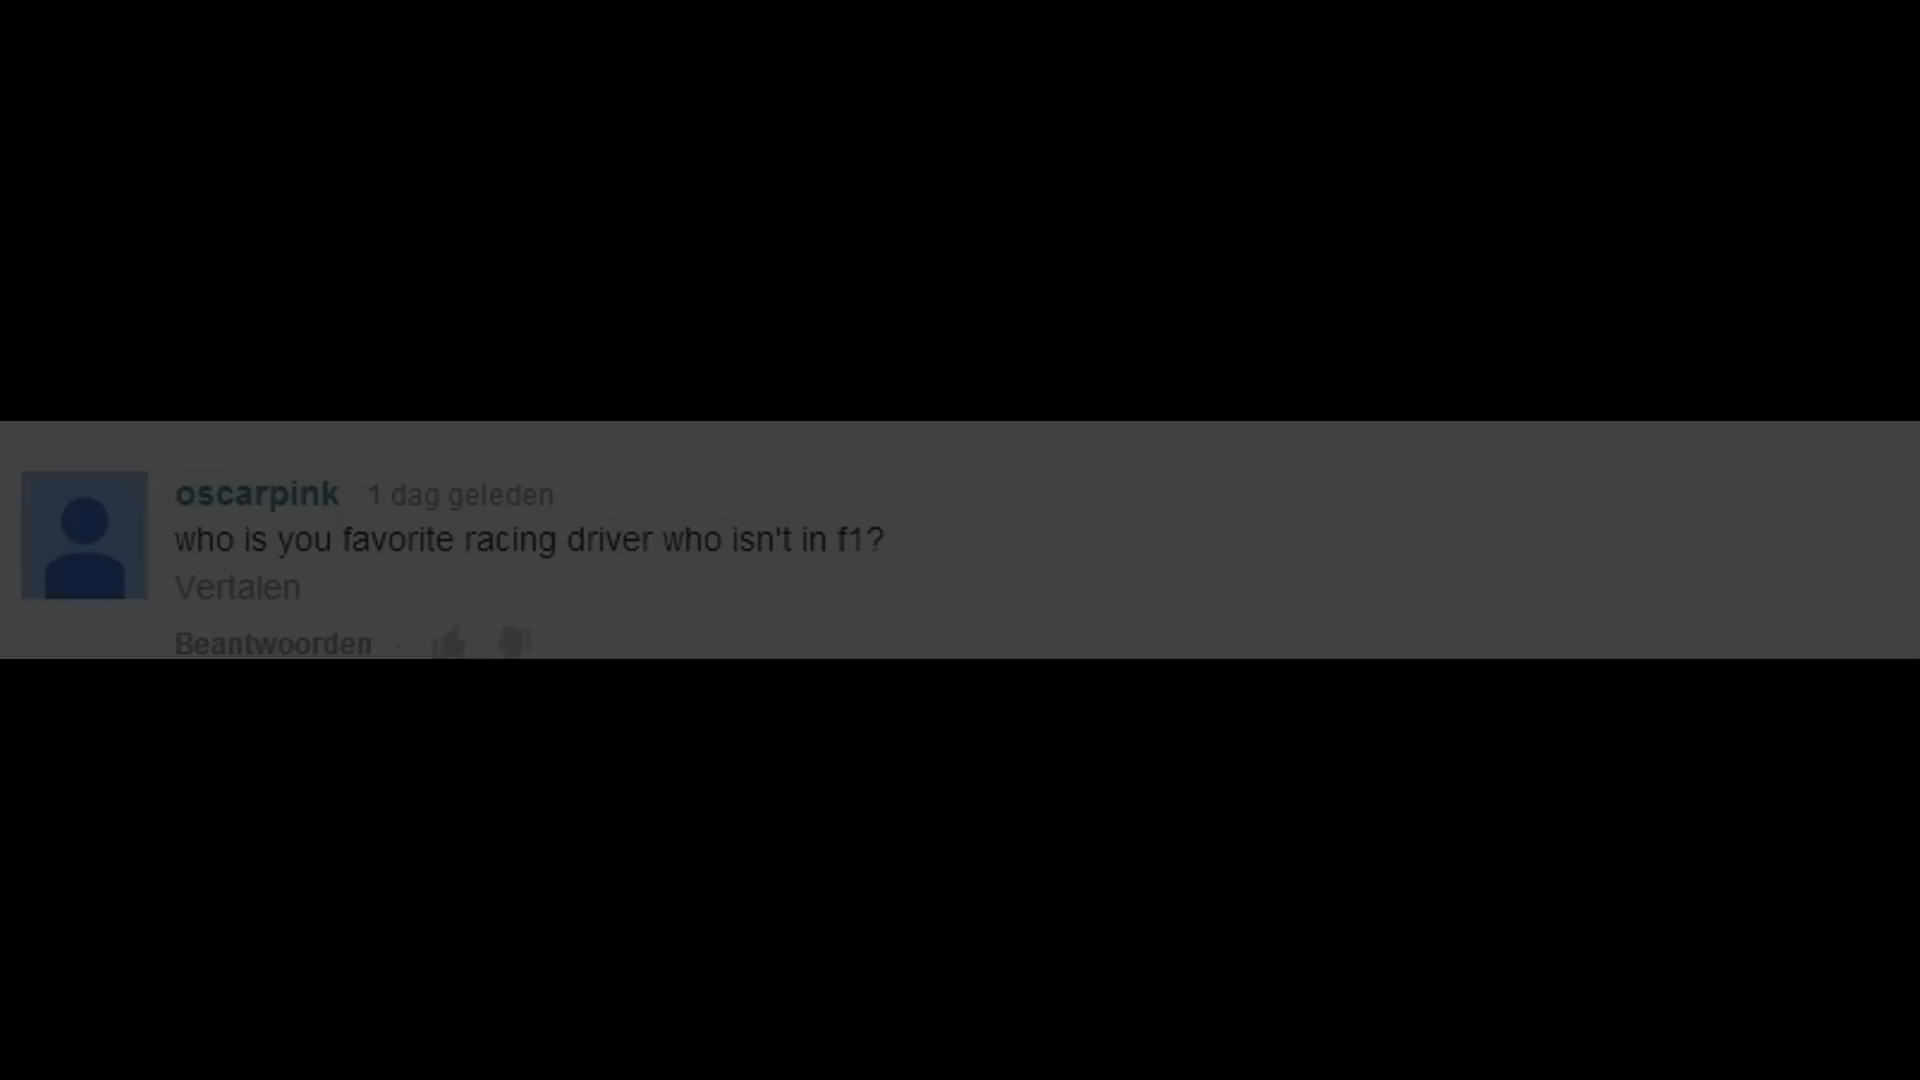 oscarpink 1 dag geleden
who is you favorite racing driver who isn't in f1?
Vertalen
Beantwoorden ·